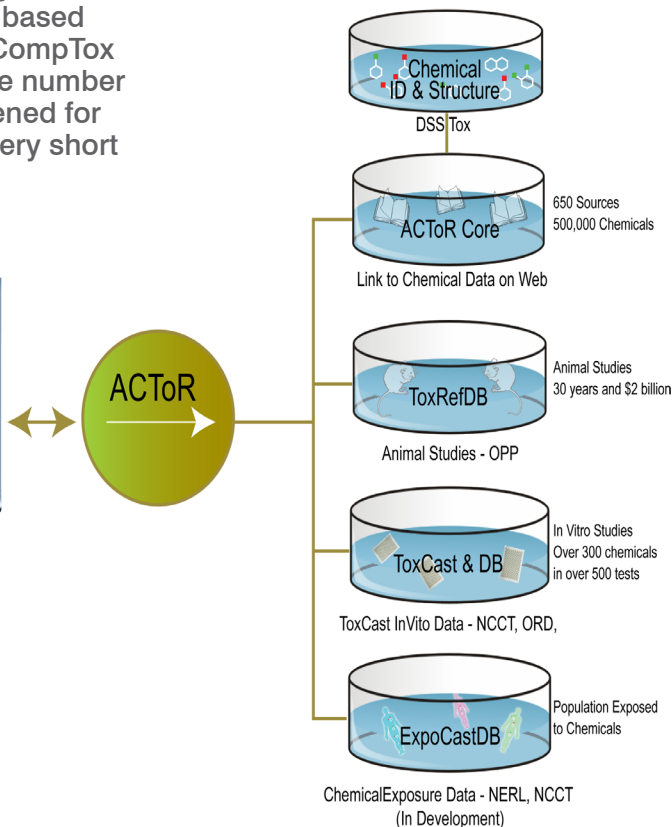 based
CompTox
e number
ened for
ery short
Chemical
ID & Structure
DSS Tox
ACToR Core
650 Sources
500,000 Chemicals
Link to Chemical Data on Web
ACToR
ToxRefDB
Animal Studies
30 years and $2 billion
Animal Studies - OPP
ToxCast & DB
In Vitro Studies
Over 300 chemicals
in over 500 tests
ToxCast InVito Data - NCCT, ORD,
ExpoCastDB
Population Exposed
to Chemicals
ChemicalExposure Data - NERL, NCCT
(In Development)